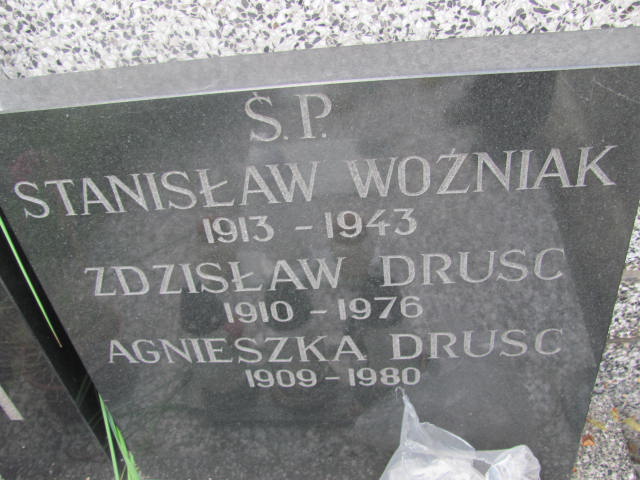 Ś.P.
STANISŁAW WOŹNIAK
1913 - 1943
ZDZISŁAW DRUSC
1910 - 1976
AGNIESZKA DRUSC
1909 - 1980